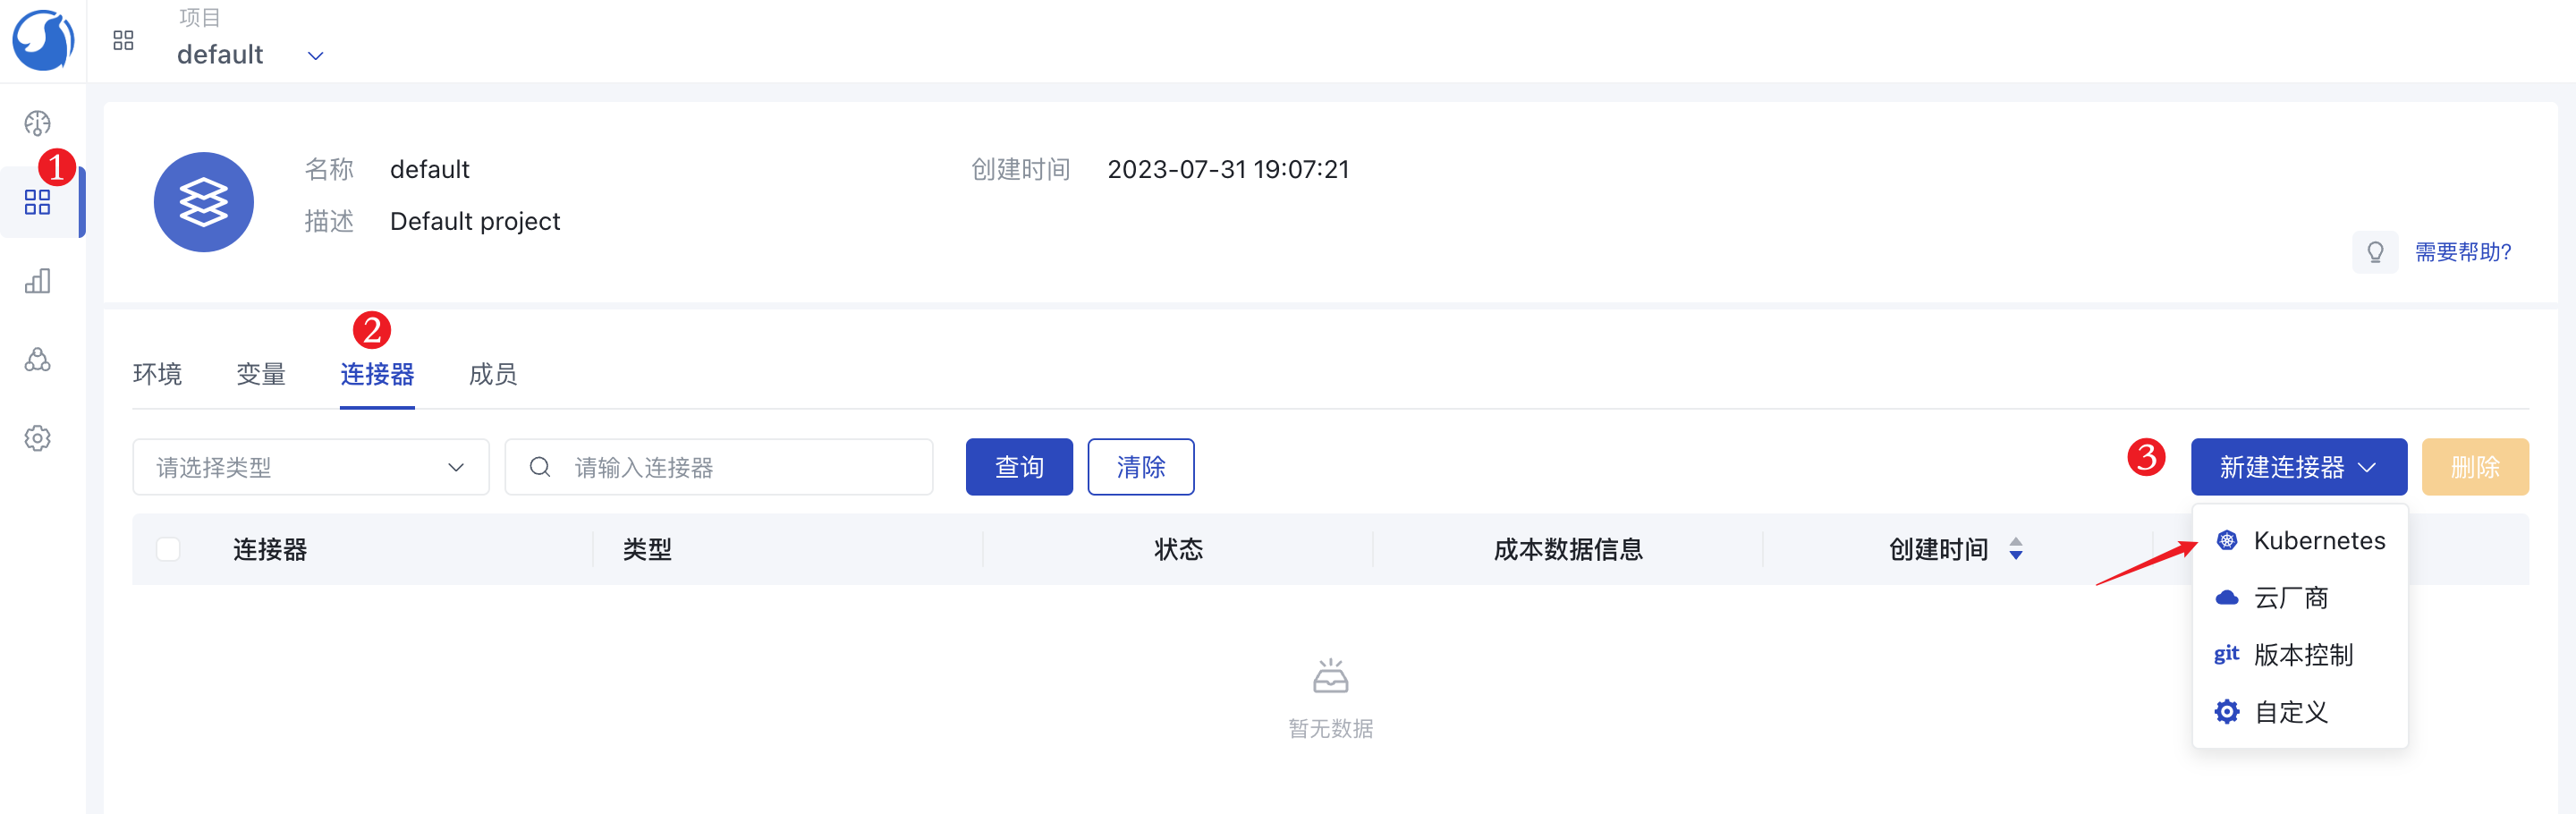 项目
default
1
名称 default
创建时间 2023-07-31 19:07:21
描述 Default project
需要帮助?
2
环境 变量 连接器 成员
请选择类型
请输入连接器
查询
清除
3
新建连接器
删除
连接器 类型 状态 成本数据信息 创建时间
Kubernetes
云厂商
git 版本控制
自定义
暂无数据